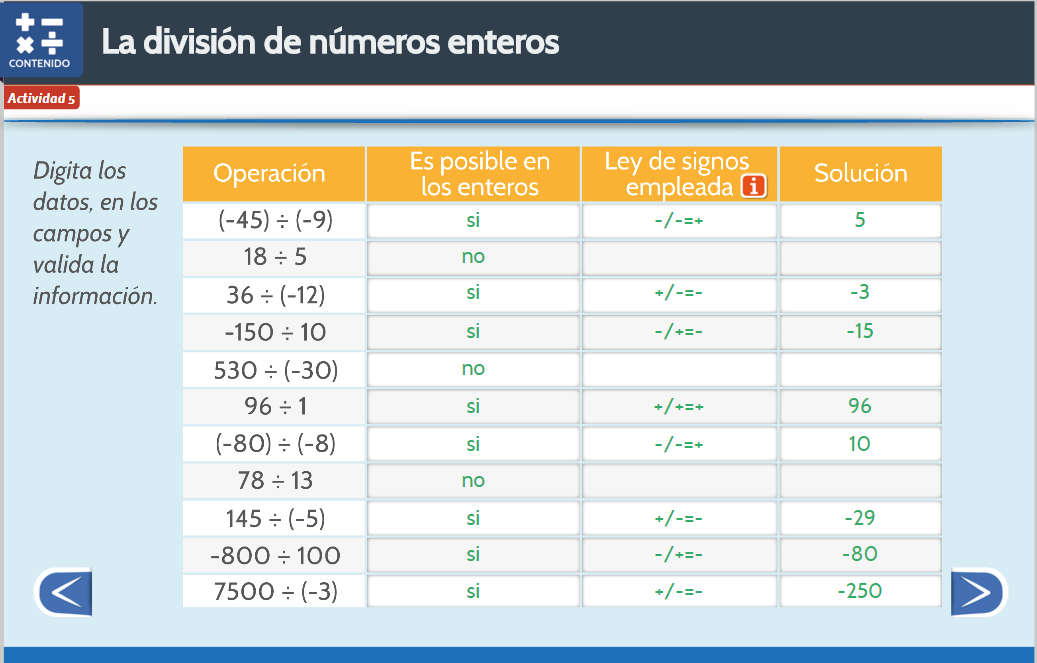 CONTENIDO
La división de números enteros
Actividad 5
Digita los
datos, en los
campos y
valida la
información.
Operación
Es posible en
los enteros
Ley de signos
empleada i
Solución
(-45) ÷ (-9) si -/-=+ 5
18 ÷ 5 no
36 ÷ (-12) si +/-=- -3
-150 ÷ 10 si -/+=- -15
530 ÷ (-30) no
96 ÷ 1 si +/+=+ 96
(-80) ÷ (-8) si -/-=+ 10
78 ÷ 13 no
145 ÷ (-5) si +/-=- -29
-800 ÷ 100 si -/+=- -80
7500 ÷ (-3) si +/-=- -250